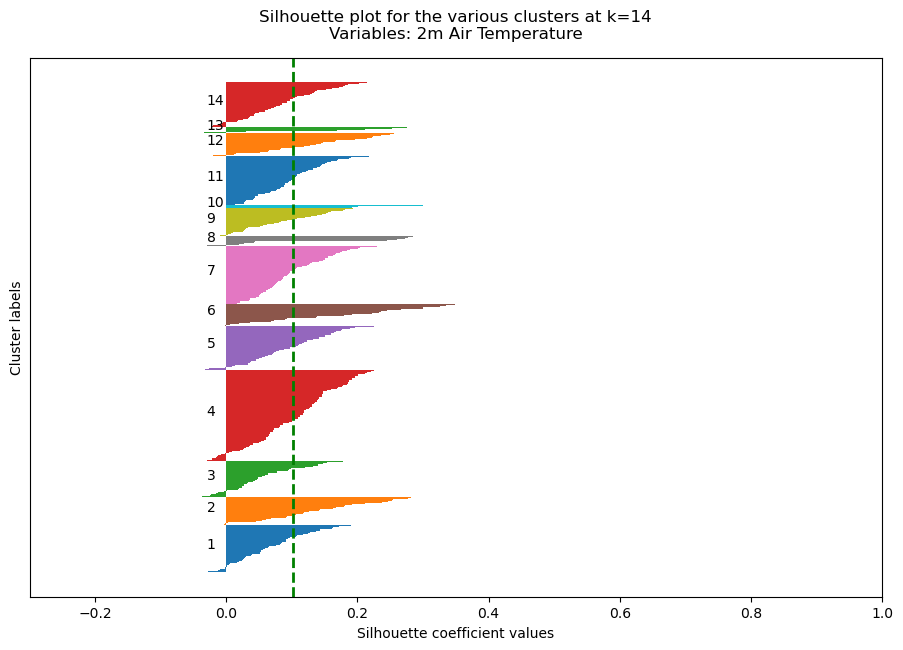 Silhouette plot for the various clusters at k=14
Variables: 2m Air Temperature
Cluster labels
14
13
12
11
10
9
8
7
6
5
4
3
2
1
−0.2 0.0 0.2 0.4 0.6 0.8 1.0
Silhouette coefficient values